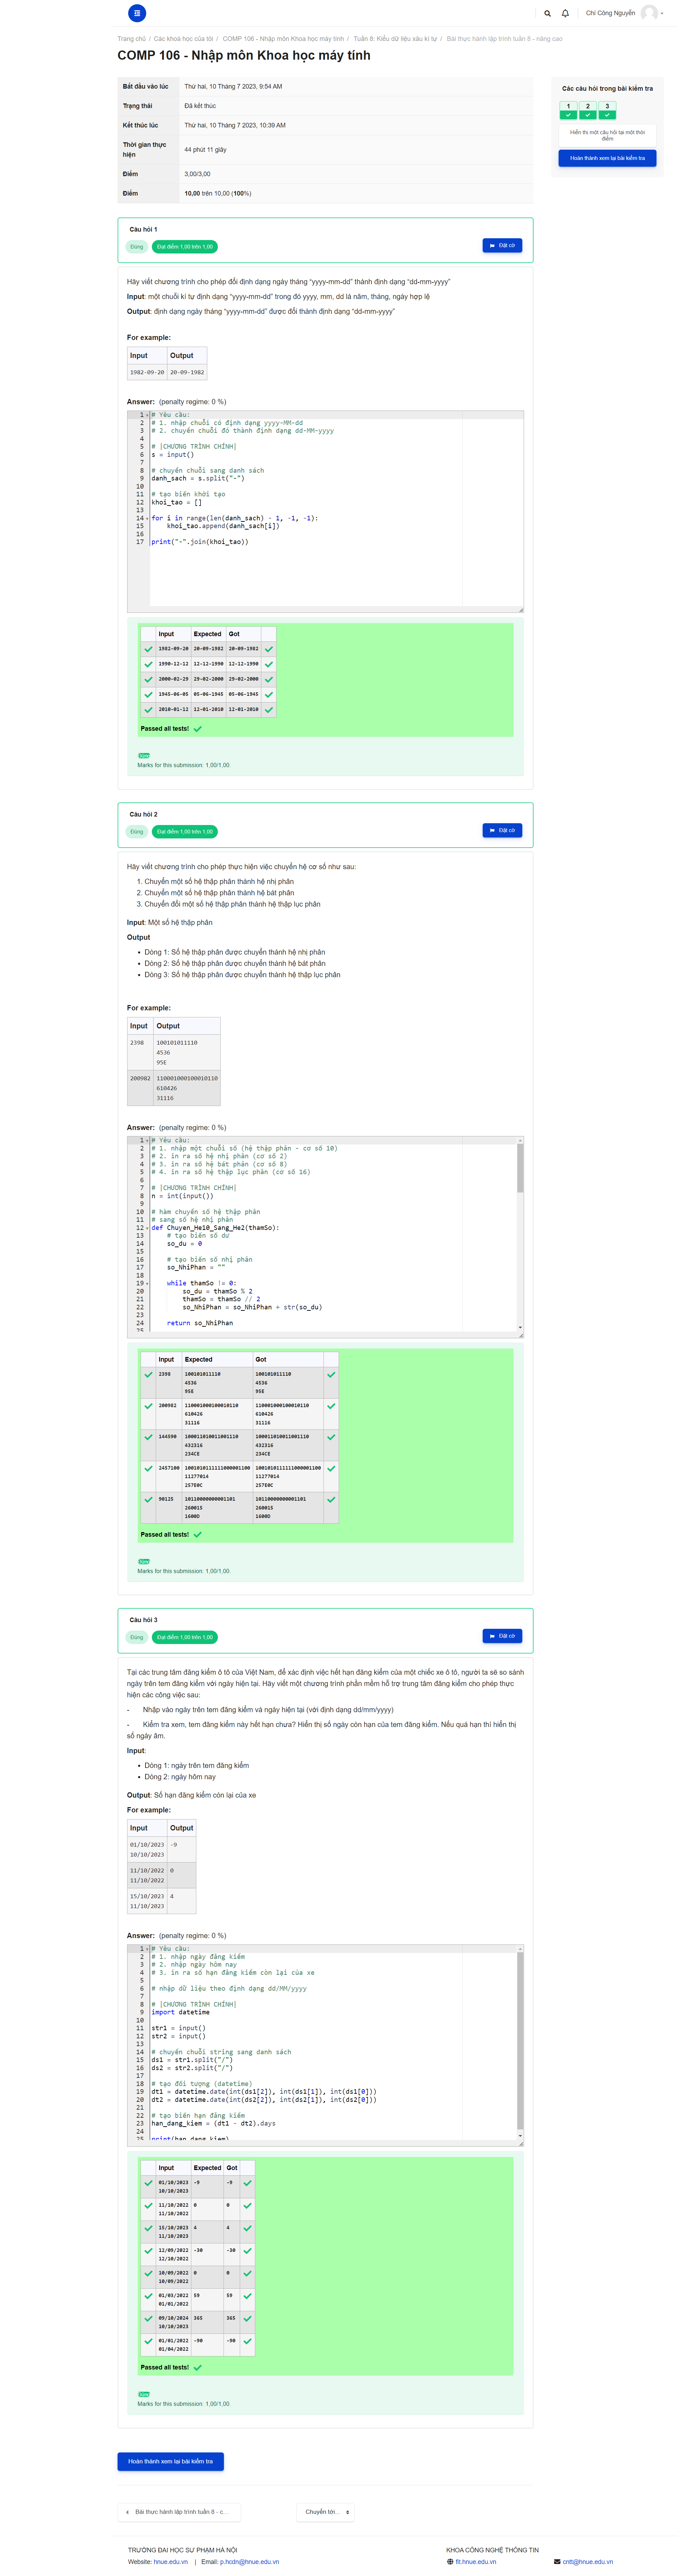 Chí Công Nguyễn
Trang chủ / Các khoá học của tôi / COMP 106 - Nhập môn Khoa học máy tính / Tuần 8: Kiểu dữ liệu xâu kí tự / Bài thực hành lập trình tuần 8 - nâng cao
COMP 106 - Nhập môn Khoa học máy tính
Bắt đầu vào lúc Thứ hai, 10 Tháng 7 2023, 9:54 AM
Trạng thái Đã kết thúc
Kết thúc lúc Thứ hai, 10 Tháng 7 2023, 10:39 AM
Thời gian thực hiện 44 phút 11 giây
Điểm 3,00/3,00
Điểm 10,00 trên 10,00 (100%)
Các câu hỏi trong bài kiểm tra
1 2 3
Hiển thị một câu hỏi tại một thời điểm
Hoàn thành xem lại bài kiểm tra
Câu hỏi 1
Đúng Đạt điểm 1,00 trên 1,00
Đặt cờ
Hãy viết chương trình cho phép đổi định dạng ngày tháng “yyyy-mm-dd” thành định dạng “dd-mm-yyyy”
Input: một chuỗi kí tự định dạng “yyyy-mm-dd” trong đó yyyy, mm, dd là năm, tháng, ngày hợp lệ
Output: định dạng ngày tháng “yyyy-mm-dd” được đổi thành định dạng “dd-mm-yyyy”
For example:
Input Output
1982-09-20 20-09-1982
Answer: (penalty regime: 0 %)
1 # Yêu cầu:
2 # 1. nhập chuỗi có định dạng yyyy-MM-dd
3 # 2. chuyển chuỗi đó thành định dạng dd-MM-yyyy
4
5 # |CHƯƠNG TRÌNH CHÍNH|
6 s = input()
7
8 # chuyển chuỗi sang danh sách
9 danh_sach = s.split("-")
10
11 # tạo biến khởi tạo
12 khoi_tao = []
13
14 for i in range(len(danh_sach) - 1, -1, -1):
15 khoi_tao.append(danh_sach[i])
16
17 print("-".join(khoi_tao))
Input Expected Got
1982-09-20 20-09-1982 20-09-1982
1990-12-12 12-12-1990 12-12-1990
2000-02-29 29-02-2000 29-02-2000
1945-06-05 05-06-1945 05-06-1945
2010-01-12 12-01-2010 12-01-2010
Passed all tests!
Đúng
Marks for this submission: 1,00/1,00.
Câu hỏi 2
Đúng Đạt điểm 1,00 trên 1,00
Đặt cờ
Hãy viết chương trình cho phép thực hiện việc chuyển hệ cơ số như sau:
1. Chuyển một số hệ thập phân thành hệ nhị phân
2. Chuyển một số hệ thập phân thành hệ bát phân
3. Chuyển đổi một số hệ thập phân thành hệ thập lục phân
Input: Một số hệ thập phân
Output
• Dòng 1: Số hệ thập phân được chuyển thành hệ nhị phân
• Dòng 2: Số hệ thập phân được chuyển thành hệ bát phân
• Dòng 3: Số hệ thập phân được chuyển thành hệ thập lục phân
For example:
Input Output
2398 100101011110
4536
95E
200982 110001000100010110
610426
31116
Answer: (penalty regime: 0 %)
1 # Yêu cầu:
2 # 1. nhập một chuỗi số (hệ thập phân - cơ số 10)
3 # 2. in ra số hệ nhị phân (cơ số 2)
4 # 3. in ra số hệ bát phân (cơ số 8)
5 # 4. in ra số hệ thập lục phân (cơ số 16)
6
7 # |CHƯƠNG TRÌNH CHÍNH|
8 n = int(input())
9
10 # hàm chuyển số hệ thập phân
11 # sang số hệ nhị phân
12 def Chuyen_He10_Sang_He2(thamSo):
13 # tạo biến số dư
14 so_du = 0
15
16 # tạo biến số nhị phân
17 so_NhiPhan = ""
18
19 while thamSo != 0:
20 so_du = thamSo % 2
21 thamSo = thamSo // 2
22 so_NhiPhan = so_NhiPhan + str(so_du)
23
24 return so_NhiPhan
25
Input Expected Got
2398 100101011110 100101011110
4536 4536
95E 95E
200982 110001000100010110 110001000100010110
610426 610426
31116 31116
144590 100011010011001110 100011010011001110
432316 432316
234CE 234CE
2457100 1001010111111000001100 1001010111111000001100
11277014 11277014
257E0C 257E0C
90125 10110000000001101 10110000000001101
260015 260015
1600D 1600D
Passed all tests!
Đúng
Marks for this submission: 1,00/1,00.
Câu hỏi 3
Đúng Đạt điểm 1,00 trên 1,00
Đặt cờ
Tại các trung tâm đăng kiểm ô tô của Việt Nam, để xác định việc hết hạn đăng kiểm của một chiếc xe ô tô, người ta sẽ so sánh
ngày trên tem đăng kiểm với ngày hiện tại. Hãy viết một chương trình phần mềm hỗ trợ trung tâm đăng kiểm cho phép thực
hiện các công việc sau:
- Nhập vào ngày trên tem đăng kiểm và ngày hiện tại (với định dạng dd/mm/yyyy)
- Kiểm tra xem, tem đăng kiểm này hết hạn chưa? Hiển thị số ngày còn hạn của tem đăng kiểm. Nếu quá hạn thì hiển thị
số ngày âm.
Input:
• Dòng 1: ngày trên tem đăng kiểm
• Dòng 2: ngày hôm nay
Output: Số hạn đăng kiểm còn lại của xe
For example:
Input Output
01/10/2023 -9
10/10/2023
11/10/2022 0
11/10/2022
15/10/2023 4
11/10/2023
Answer: (penalty regime: 0 %)
1 # Yêu cầu:
2 # 1. nhập ngày đăng kiểm
3 # 2. nhập ngày hôm nay
4 # 3. in ra số hạn đăng kiểm còn lại của xe
5
6 # nhập dữ liệu theo định dạng dd/MM/yyyy
7
8 # |CHƯƠNG TRÌNH CHÍNH|
9 import datetime
10
11 str1 = input()
12 str2 = input()
13
14 # chuyển chuỗi string sang danh sách
15 ds1 = str1.split("/")
16 ds2 = str2.split("/")
17
18 # tạo đối tượng (datetime)
19 dt1 = datetime.date(int(ds1[2]), int(ds1[1]), int(ds1[0]))
20 dt2 = datetime.date(int(ds2[2]), int(ds2[1]), int(ds2[0]))
21
22 # tạo biến hạn đăng kiểm
23 han_dang_kiem = (dt1 - dt2).days
24
25 print(han_dang_kiem)
Input Expected Got
01/10/2023 -9 -9
10/10/2023
11/10/2022 0 0
11/10/2022
15/10/2023 4 4
11/10/2023
12/09/2022 -30 -30
12/10/2022
10/09/2022 0 0
10/09/2022
01/03/2022 59 59
01/01/2022
09/10/2024 365 365
10/10/2023
01/01/2022 -90 -90
01/04/2022
Passed all tests!
Đúng
Marks for this submission: 1,00/1,00.
Hoàn thành xem lại bài kiểm tra
Bài thực hành lập trình tuần 8 - c...
Chuyển tới...
TRƯỜNG ĐẠI HỌC SƯ PHẠM HÀ NỘI
Website: hnue.edu.vn | Email: p.hcdn@hnue.edu.vn
KHOA CÔNG NGHỆ THÔNG TIN
fit.hnue.edu.vn cntt@hnue.edu.vn